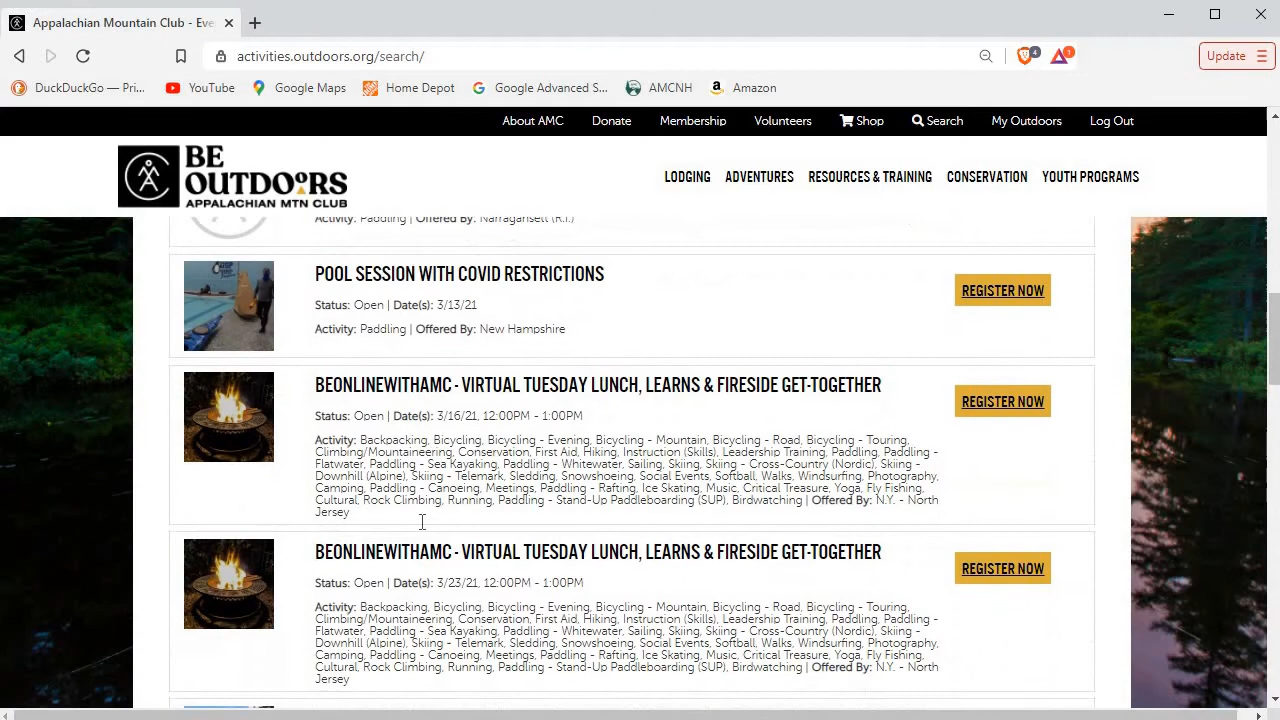 Appalachian Mountain Club - Eve
activities.outdoors.org/search/
4
1
Update
DuckDuckGo — Pri...
YouTube
Google Maps
Home Depot
Google Advanced S...
AMCNH
Amazon
About AMC
Donate
Membership
Volunteers
Shop
Search
My Outdoors
Log Out
BE
OUTDOORS
APPALACHIAN MTN CLUB
LODGING
ADVENTURES
RESOURCES & TRAINING
CONSERVATION
YOUTH PROGRAMS
Activity: Paddling | Offered By: Narragansett (R.I.)
POOL SESSION WITH COVID RESTRICTIONS
Status: Open | Date(s): 3/13/21
Activity: Paddling | Offered By: New Hampshire
REGISTER NOW
BEONLINEWITHAMC - VIRTUAL TUESDAY LUNCH, LEARNS & FIRESIDE GET-TOGETHER
Status: Open | Date(s): 3/16/21, 12:00PM - 1:00PM
Activity: Backpacking, Bicycling, Bicycling - Evening, Bicycling - Mountain, Bicycling - Road, Bicycling - Touring,
Climbing/Mountaineering, Conservation, First Aid, Hiking, Instruction (Skills), Leadership Training, Paddling, Paddling -
Flatwater, Paddling - Sea Kayaking, Paddling - Whitewater, Sailing, Skiing, Skiing - Cross-Country (Nordic), Skiing -
Downhill (Alpine), Skiing - Telemark, Sledding, Snowshoeing, Social Events, Softball, Walks, Windsurfing, Photography,
Camping, Paddling - Canoeing, Meetings, Paddling - Rafting, Ice Skating, Music, Critical Treasure, Yoga, Fly Fishing,
Cultural, Rock Climbing, Running, Paddling - Stand-Up Paddleboarding (SUP), Birdwatching | Offered By: N.Y. - North
Jersey
REGISTER NOW
BEONLINEWITHAMC - VIRTUAL TUESDAY LUNCH, LEARNS & FIRESIDE GET-TOGETHER
Status: Open | Date(s): 3/23/21, 12:00PM - 1:00PM
Activity: Backpacking, Bicycling, Bicycling - Evening, Bicycling - Mountain, Bicycling - Road, Bicycling - Touring,
Climbing/Mountaineering, Conservation, First Aid, Hiking, Instruction (Skills), Leadership Training, Paddling, Paddling -
Flatwater, Paddling - Sea Kayaking, Paddling - Whitewater, Sailing, Skiing, Skiing - Cross-Country (Nordic), Skiing -
Downhill (Alpine), Skiing - Telemark, Sledding, Snowshoeing, Social Events, Softball, Walks, Windsurfing, Photography,
Camping, Paddling - Canoeing, Meetings, Paddling - Rafting, Ice Skating, Music, Critical Treasure, Yoga, Fly Fishing,
Cultural, Rock Climbing, Running, Paddling - Stand-Up Paddleboarding (SUP), Birdwatching | Offered By: N.Y. - North
Jersey
REGISTER NOW